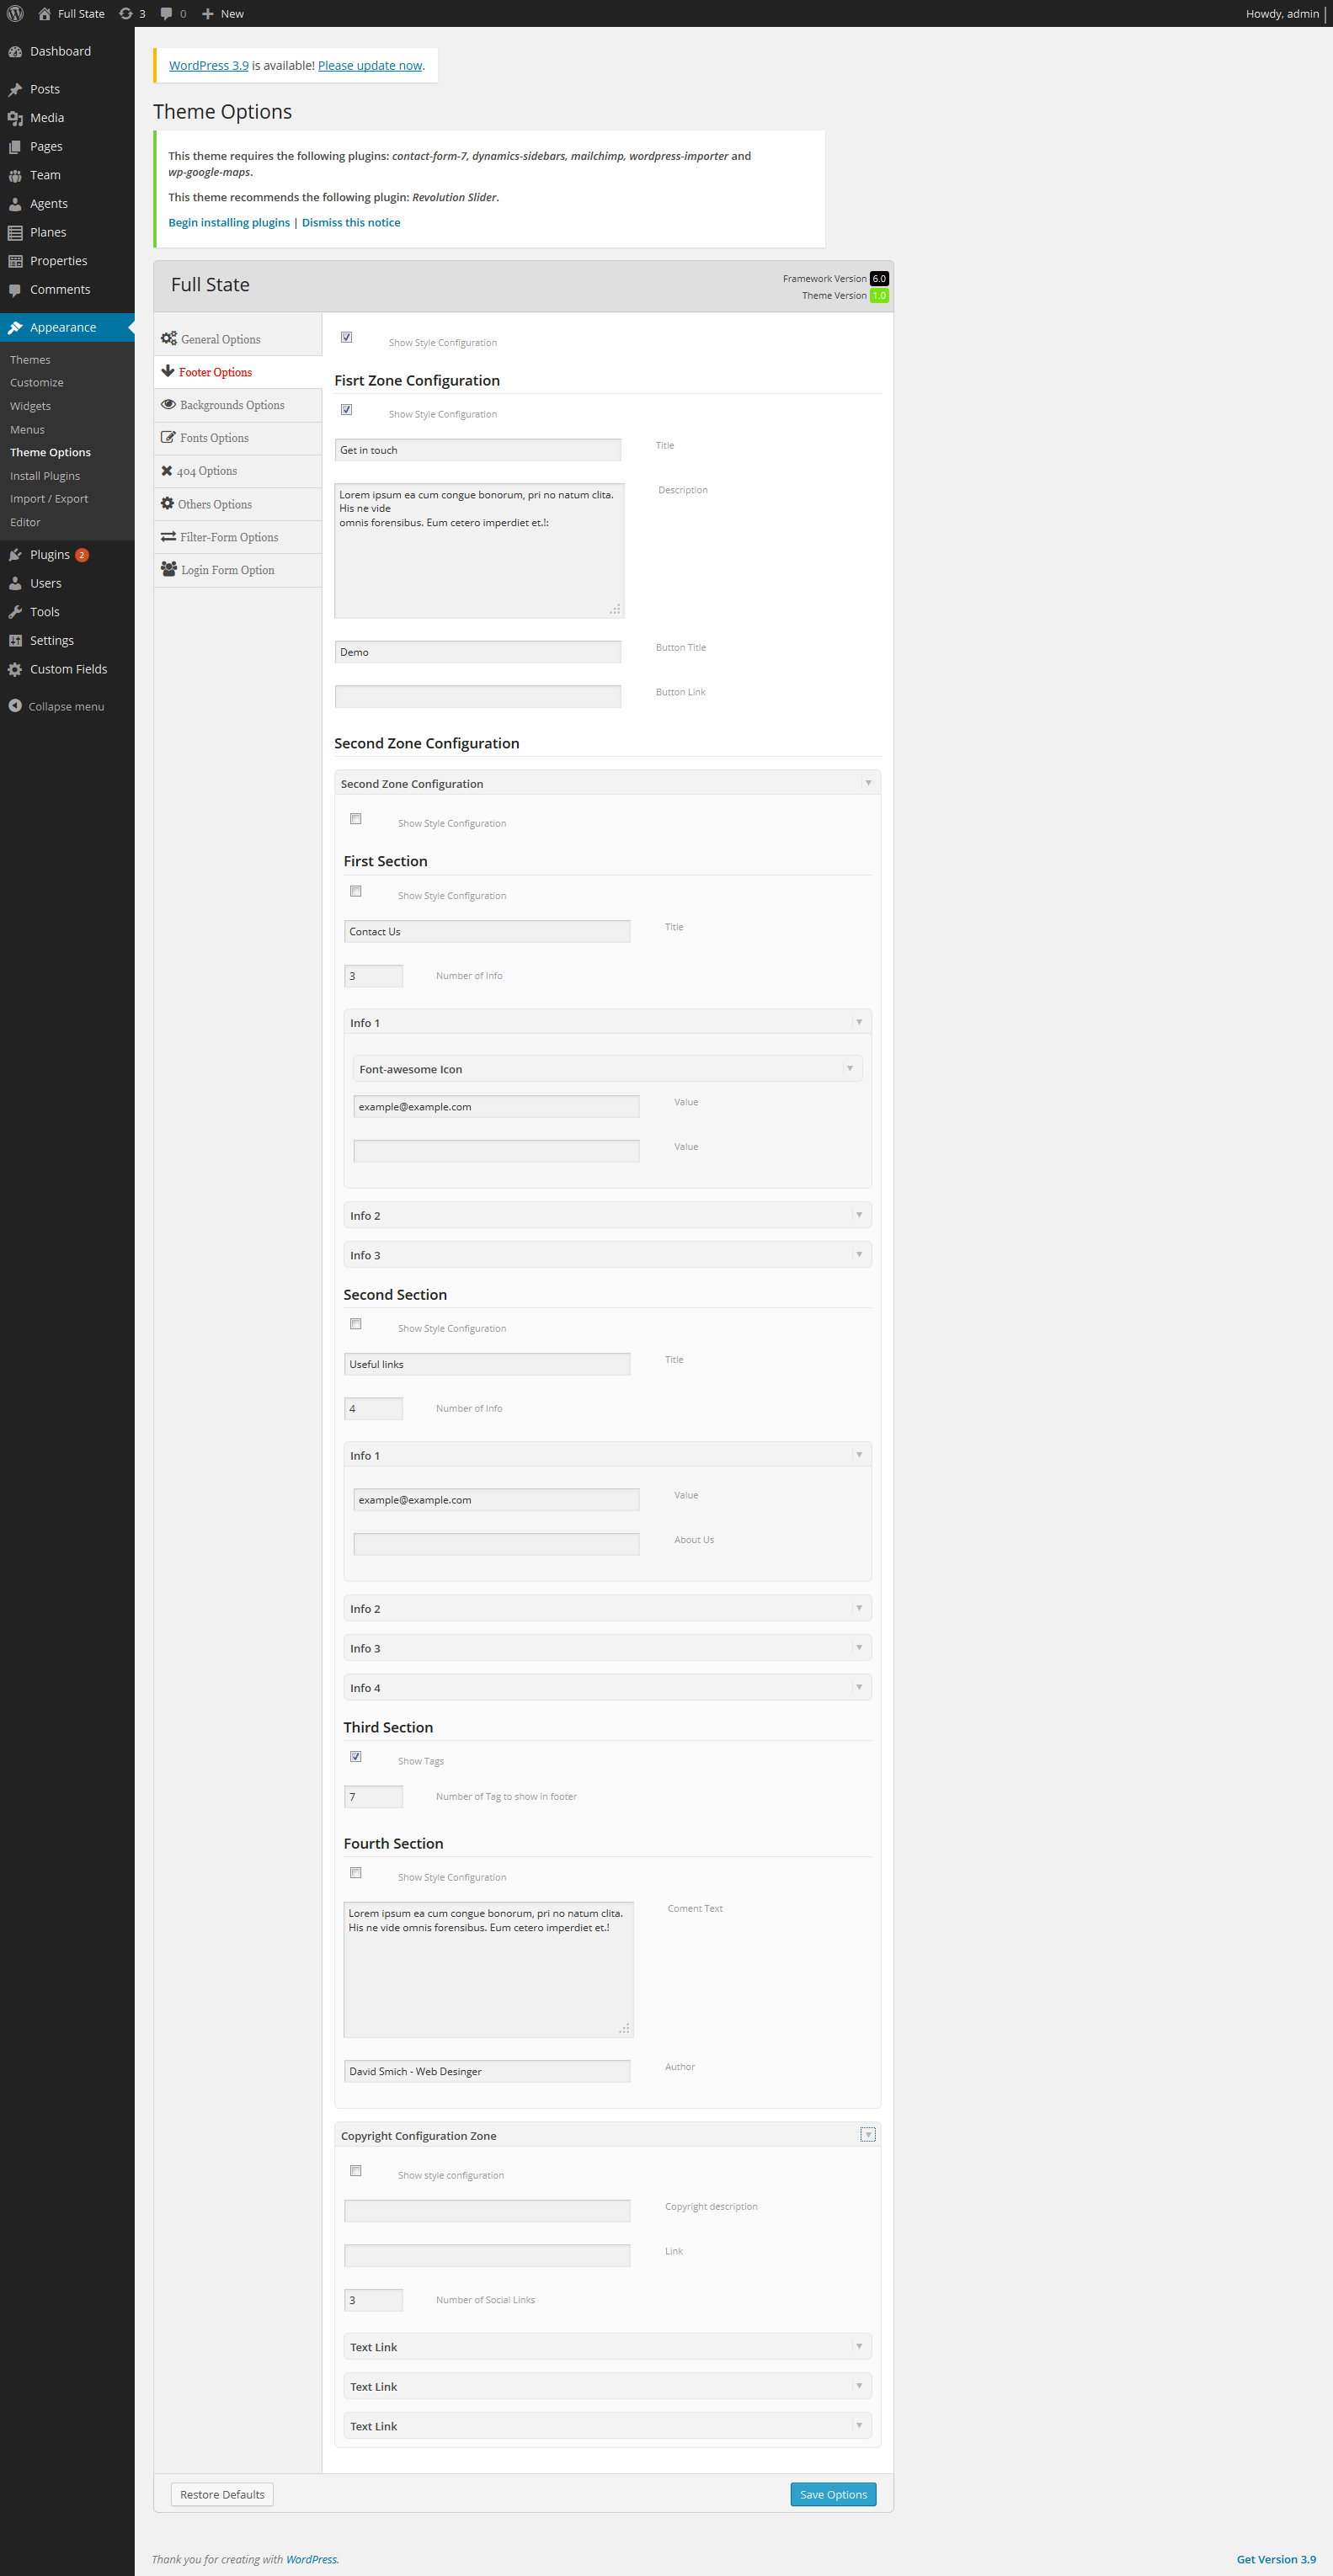 Full State 3 0 New Howdy, admin
Dashboard
Posts
Media
Pages
Team
Agents
Planes
Properties
Comments
Appearance
Themes
Customize
Widgets
Menus
Theme Options
Install Plugins
Import / Export
Editor
Plugins 2
Users
Tools
Settings
Custom Fields
Collapse menu
WordPress 3.9 is available! Please update now.
Theme Options
This theme requires the following plugins: contact-form-7, dynamics-sidebars, mailchimp, wordpress-importer and
wp-google-maps.
This theme recommends the following plugin: Revolution Slider.
Begin installing plugins | Dismiss this notice
Full State
Framework Version 6.0
Theme Version 1.0
General Options
Footer Options
Backgrounds Options
Fonts Options
404 Options
Others Options
Filter-Form Options
Login Form Option
Show Style Configuration
Fisrt Zone Configuration
Show Style Configuration
Get in touch Title
Lorem ipsum ea cum congue bonorum, pri no natum clita. Description
His ne vide
omnis forensibus. Eum cetero imperdiet et.!:
Demo Button Title
Button Link
Second Zone Configuration
Second Zone Configuration
Show Style Configuration
First Section
Show Style Configuration
Contact Us Title
3 Number of Info
Info 1
Font-awesome Icon
example@example.com Value
Value
Info 2
Info 3
Second Section
Show Style Configuration
Useful links Title
4 Number of Info
Info 1
example@example.com Value
About Us
Info 2
Info 3
Info 4
Third Section
Show Tags
7 Number of Tag to show in footer
Fourth Section
Show Style Configuration
Lorem ipsum ea cum congue bonorum, pri no natum clita. Coment Text
His ne vide omnis forensibus. Eum cetero imperdiet et.!
David Smich - Web Desinger Author
Copyright Configuration Zone
Show style configuration
Copyright description
Link
3 Number of Social Links
Text Link
Text Link
Text Link
Restore Defaults Save Options
Thank you for creating with WordPress. Get Version 3.9